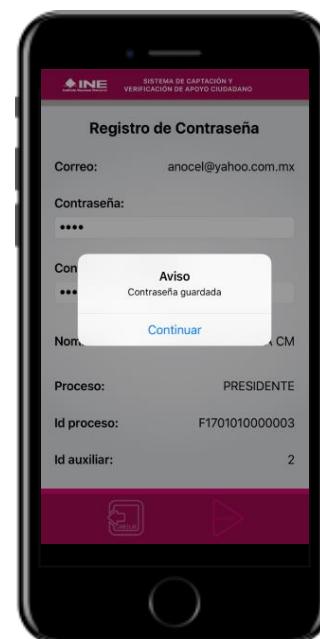 INE
SISTEMA DE CAPTACIÓN Y
VERIFICACIÓN DE APOYO CIUDADANO
Registro de Contraseña
Correo: anocel@yahoo.com.mx
Contraseña:
Con
Aviso
Contraseña guardada
Continuar
Nom CM
Proceso: PRESIDENTE
Id proceso: F1701010000003
Id auxiliar: 2